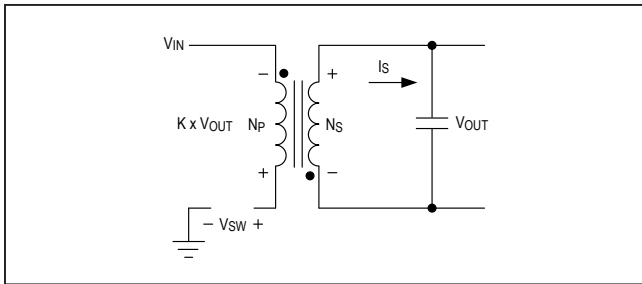 VIN
− +
IS
K x VOUT NP NS VOUT
+ −
− VSW +